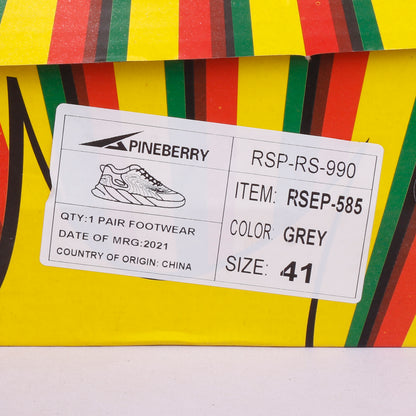 PINEBERRY
QTY:1 PAIR FOOTWEAR
DATE OF MRG:2021
COUNTRY OF ORIGIN: CHINA
RSP-RS-990
ITEM: RSEP-585
COLOR: GREY
SIZE: 41